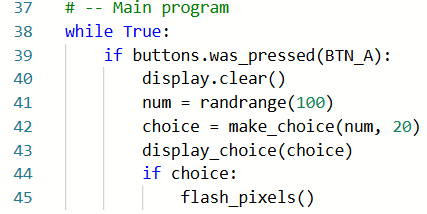 37 # -- Main program
38 while True:
39     if buttons.was_pressed(BTN_A):
40         display.clear()
41         num = randrange(100)
42         choice = make_choice(num, 20)
43         display_choice(choice)
44         if choice:
45             flash_pixels()